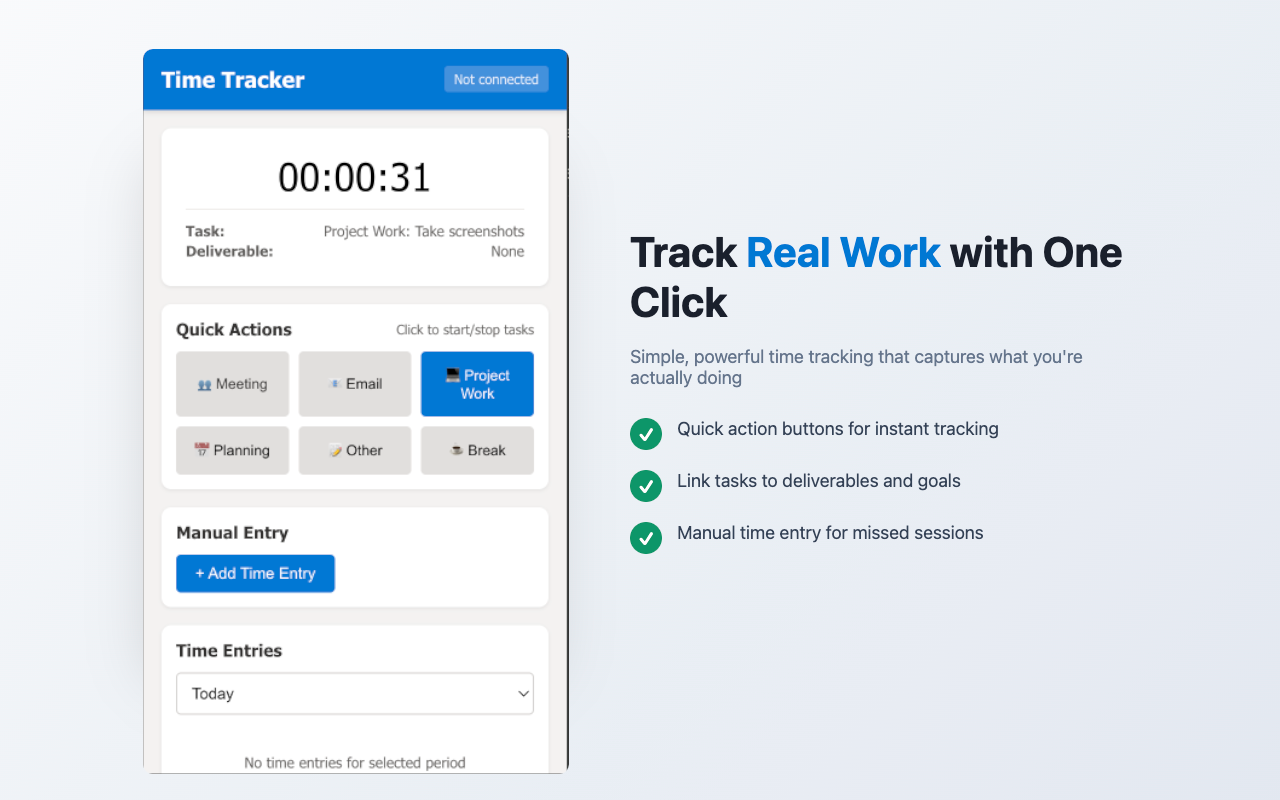 Time Tracker
Not connected
00:00:31
Task: Project Work: Take screenshots
Deliverable: None
Quick Actions
Click to start/stop tasks
Meeting
Email
Project
Work
17
Planning
Other
Break
Manual Entry
+ Add Time Entry
Time Entries
Today
No time entries for selected period
Track Real Work with One
Click
Simple, powerful time tracking that captures what you're
actually doing
Quick action buttons for instant tracking
Link tasks to deliverables and goals
Manual time entry for missed sessions